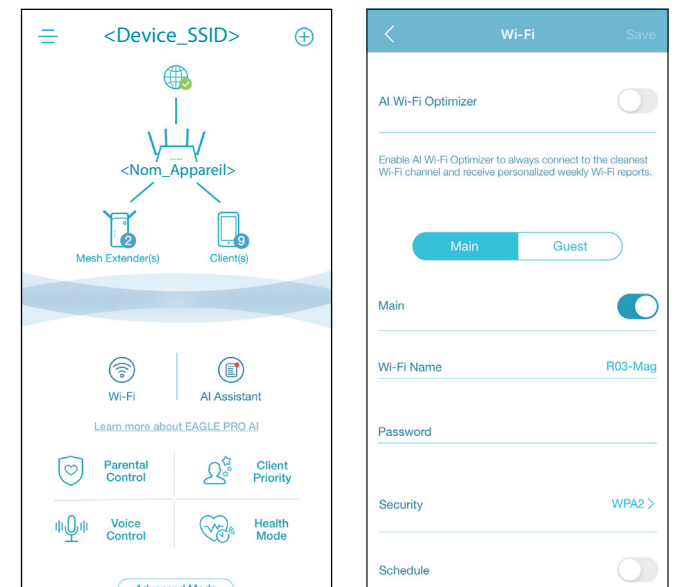 <Device_SSID>
<Nom_Appareil>
2
9
Mesh Extender(s)
Client(s)
Wi-Fi
AI Assistant
Learn more about EAGLE PRO AI
Parental
Control
Client
Priority
Voice
Control
Health
Mode
Advanced Mode
Wi-Fi
Save
AI Wi-Fi Optimizer
Enable AI Wi-Fi Optimizer to always connect to the cleanest
Wi-Fi channel and receive personalized weekly Wi-Fi reports.
Main
Guest
Main
Wi-Fi Name
R03-Mag
Password
Security
WPA2 >
Schedule